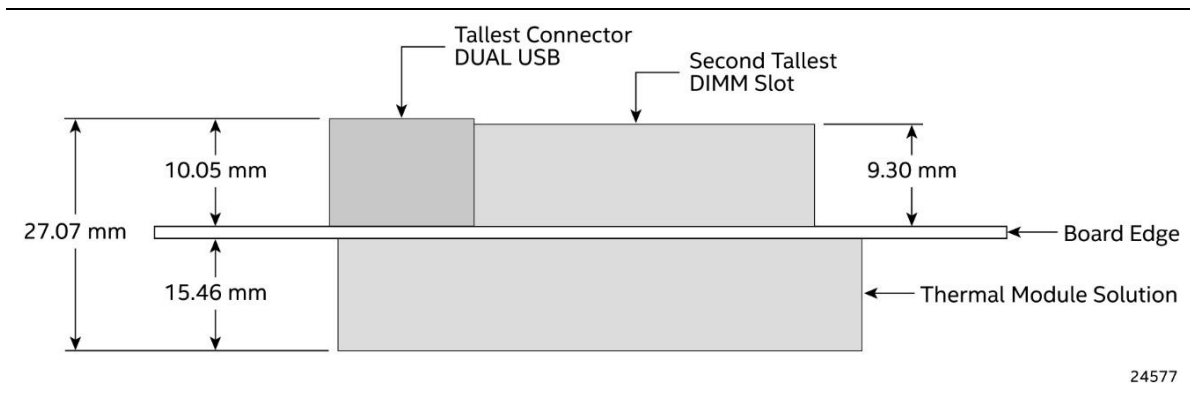 Tallest Connector
DUAL USB
Second Tallest
DIMM Slot
10.05 mm
9.30 mm
27.07 mm
Board Edge
15.46 mm
Thermal Module Solution
24577